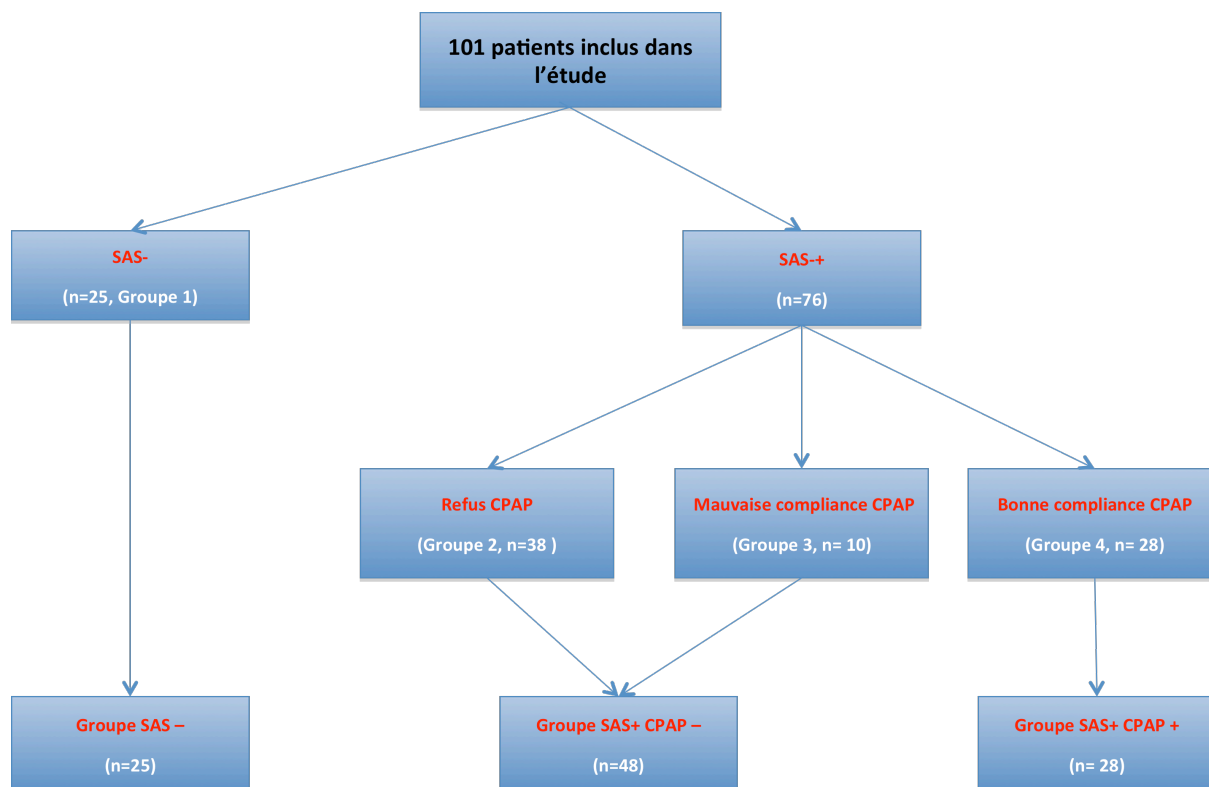 101 patients inclus dans
l’étude
SAS-
(n=25, Groupe 1)
SAS-+
(n=76)
Refus CPAP
(Groupe 2, n=38 )
Mauvaise compliance CPAP
(Groupe 3, n= 10)
Bonne compliance CPAP
(Groupe 4, n= 28)
Groupe SAS –
(n=25)
Groupe SAS+ CPAP –
(n=48)
Groupe SAS+ CPAP +
(n= 28)